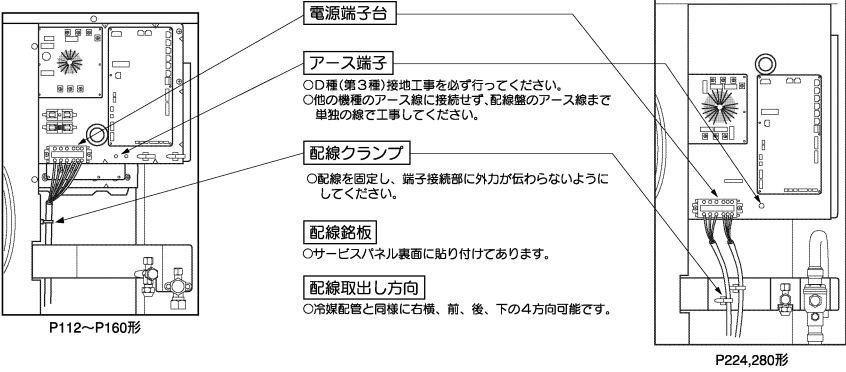 電源端子台
アース端子
○D種(第3種)接地工事を必ず行ってください。
○他の機種のアース線に接続せず、配線盤のアース線まで
単独の線で工事してください。
配線クランプ
○配線を固定し、端子接続部に外力が伝わらないように
してください。
配線銘板
○サービスパネル裏面に貼り付けてあります。
配線取出し方向
○冷媒配管と同様に右横、前、後、下の4方向可能です。
P112〜P160形
P224,280形